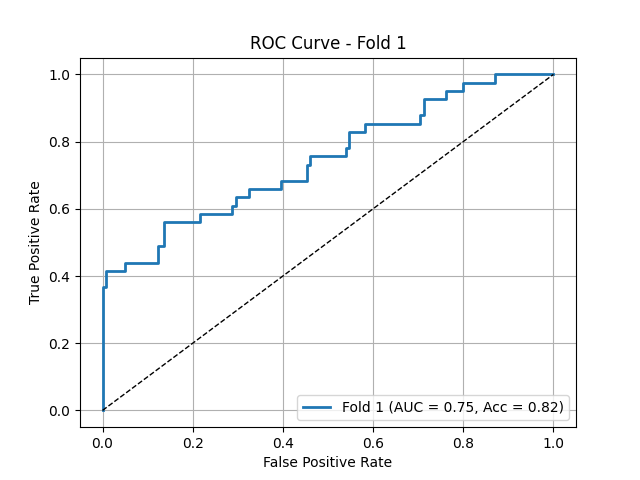 ROC Curve - Fold 1
1.0
0.8
0.6
0.4
0.2
0.0
True Positive Rate
Fold 1 (AUC = 0.75, Acc = 0.82)
0.0 0.2 0.4 0.6 0.8 1.0
False Positive Rate